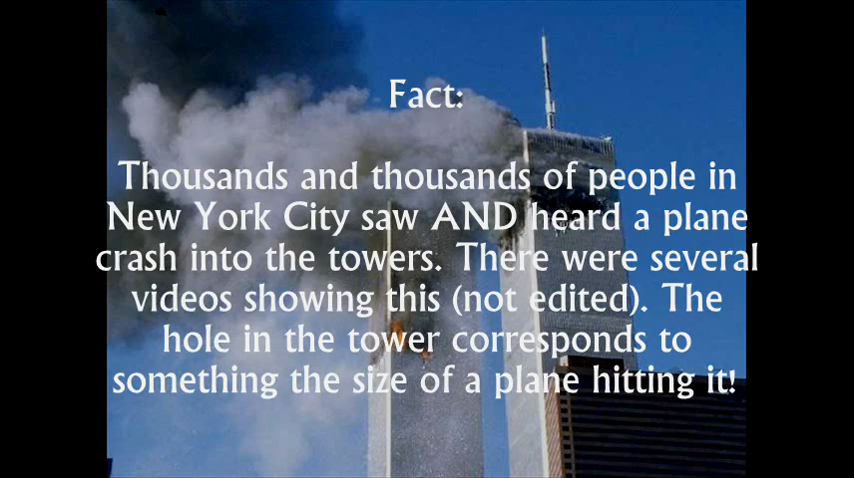 Fact:
Thousands and thousands of people in
New York City saw AND heard a plane
crash into the towers. There were several
videos showing this (not edited). The
hole in the tower corresponds to
something the size of a plane hitting it!